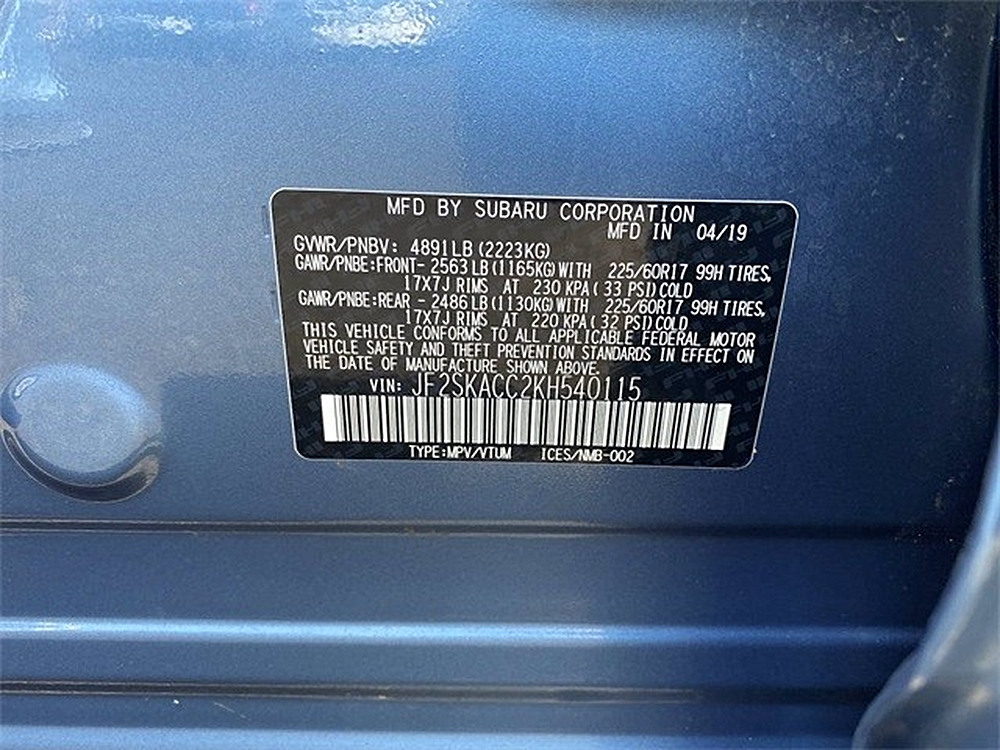 MFD BY SUBARU CORPORATION
MFD IN 04/19
GVWR/PNBV: 4891LB(2223KG)
GAWR/PNBE:FRONT- 2563LB(1165KG)WITH 225/60R17 99H TIRES,
17X7J RIMS AT 230 KPA( 33 PSI)COLD
GAWR/PNBE:REAR - 2486LB(1130KG)WITH 225/60R17 99H TIRES,
17X7J RIMS AT 220 KPA( 32 PSI)COLD
THIS VEHICLE CONFORMS TO ALL APPLICABLE FEDERAL MOTOR
VEHICLE SAFETY AND THEFT PREVENTION STANDARDS IN EFFECT ON
THE DATE OF MANUFACTURE SHOWN ABOVE.
VIN: JF2SKACC2KH540115
TYPE:MPV/VTUM ICES/NMB-002